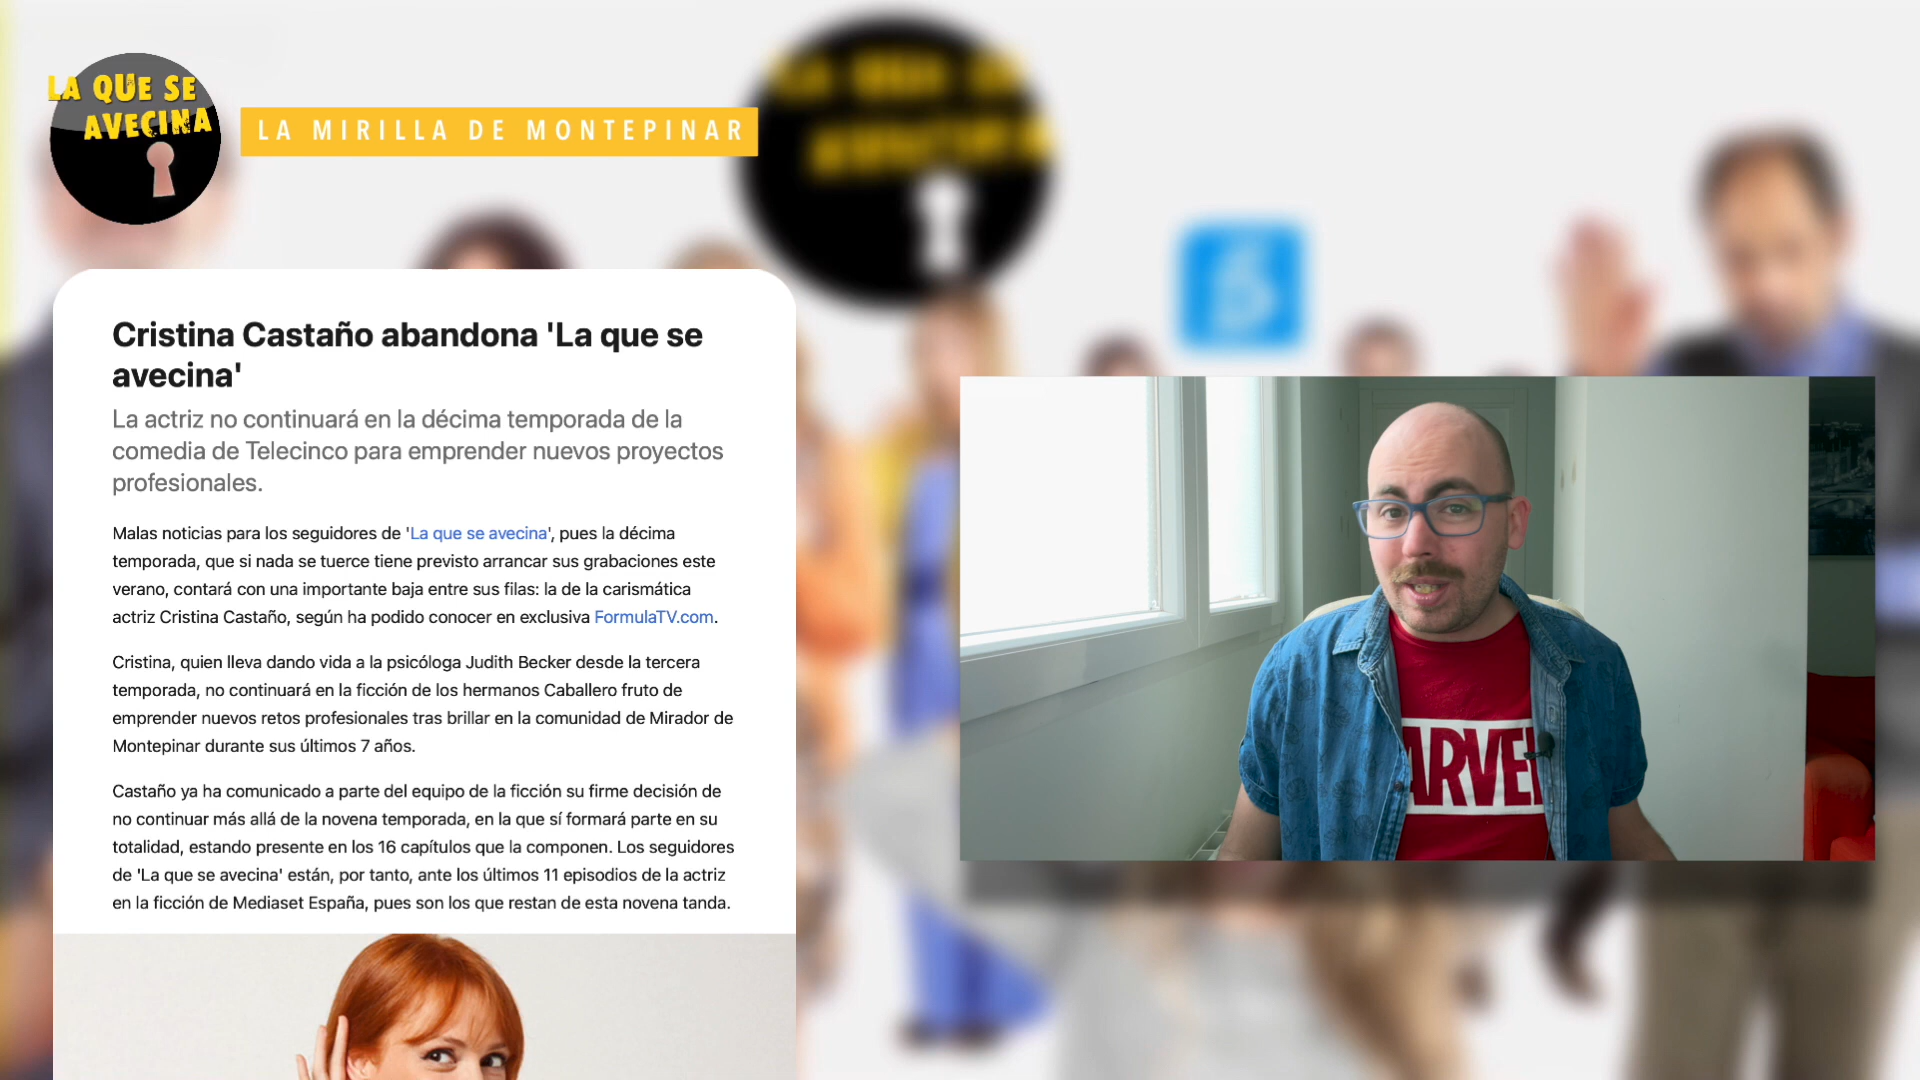 LA QUE SE
AVECINA
LA MIRILLA DE MONTEPINAR
Cristina Castaño abandona 'La que se
avecina'
La actriz no continuará en la décima temporada de la
comedia de Telecinco para emprender nuevos proyectos
profesionales.
Malas noticias para los seguidores de 'La que se avecina', pues la décima
temporada, que si nada se tuerce tiene previsto arrancar sus grabaciones este
verano, contará con una importante baja entre sus filas: la de la carismática
actriz Cristina Castaño, según ha podido conocer en exclusiva FormulaTV.com.
Cristina, quien lleva dando vida a la psicóloga Judith Becker desde la tercera
temporada, no continuará en la ficción de los hermanos Caballero fruto de
emprender nuevos retos profesionales tras brillar en la comunidad de Mirador de
Montepinar durante sus últimos 7 años.
Castaño ya ha comunicado a parte del equipo de la ficción su firme decisión de
no continuar más allá de la novena temporada, en la que sí formará parte en su
totalidad, estando presente en los 16 capítulos que la componen. Los seguidores
de 'La que se avecina' están, por tanto, ante los últimos 11 episodios de la actriz
en la ficción de Mediaset España, pues son los que restan de esta novena tanda.
ARVEL